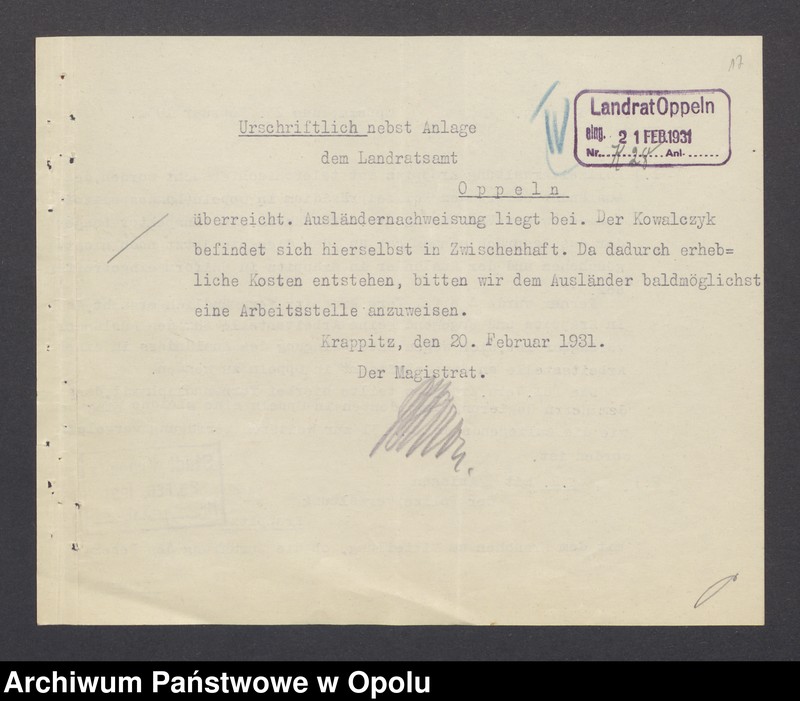 17
Landrat Oppeln
eing. 21 FEB.1931
Nr. K 28 Anl.
IV
Urschriftlich nebst Anlage
dem Landratsamt
Oppeln
überreicht. Ausländernachweisung liegt bei. Der Kowalczyk
befindet sich hierselbst in Zwischenhaft. Da dadurch erheb=
liche Kosten entstehen, bitten wir dem Ausländer baldmöglichst
eine Arbeitsstelle anzuweisen.
Krappitz, den 20. Februar 1931.
Der Magistrat.
Archiwum Państwowe w Opolu